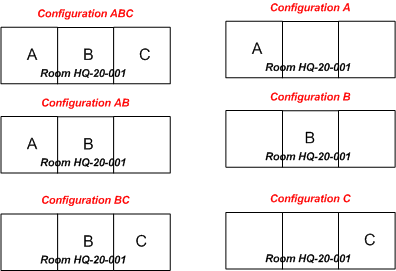 Configuration ABC
A B C
Room HQ-20-001
Configuration AB
A B
Room HQ-20-001
Configuration BC
B C
Room HQ-20-001
Configuration A
A
Room HQ-20-001
Configuration B
B
Room HQ-20-001
Configuration C
C
Room HQ-20-001